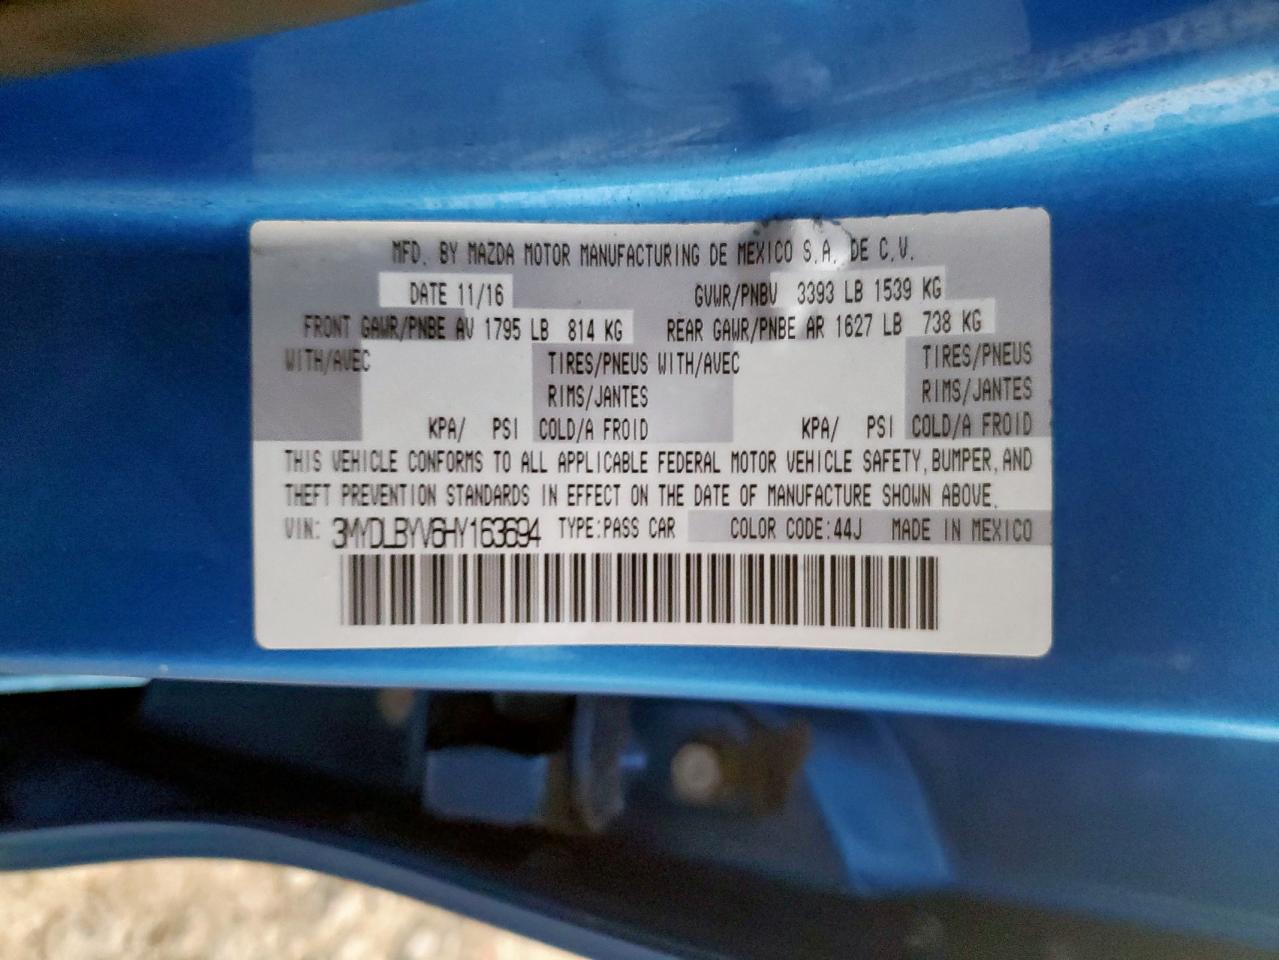 MFD. BY MAZDA MOTOR MANUFACTURING DE MEXICO S.A. DE C.V.
DATE 11/16 GVWR/PNBV 3393 LB 1539 KG
FRONT GAWR/PNBE AV 1795 LB 814 KG REAR GAWR/PNBE AR 1627 LB 738 KG
WITH/AVEC TIRES/PNEUS WITH/AVEC TIRES/PNEUS
RIMS/JANTES RIMS/JANTES
KPA/ PSI COLD/A FROID KPA/ PSI COLD/A FROID
THIS VEHICLE CONFORMS TO ALL APPLICABLE FEDERAL MOTOR VEHICLE SAFETY, BUMPER, AND
THEFT PREVENTION STANDARDS IN EFFECT ON THE DATE OF MANUFACTURE SHOWN ABOVE.
VIN: 3MYDLBYV6HY163694 TYPE:PASS CAR COLOR CODE:44J MADE IN MEXICO